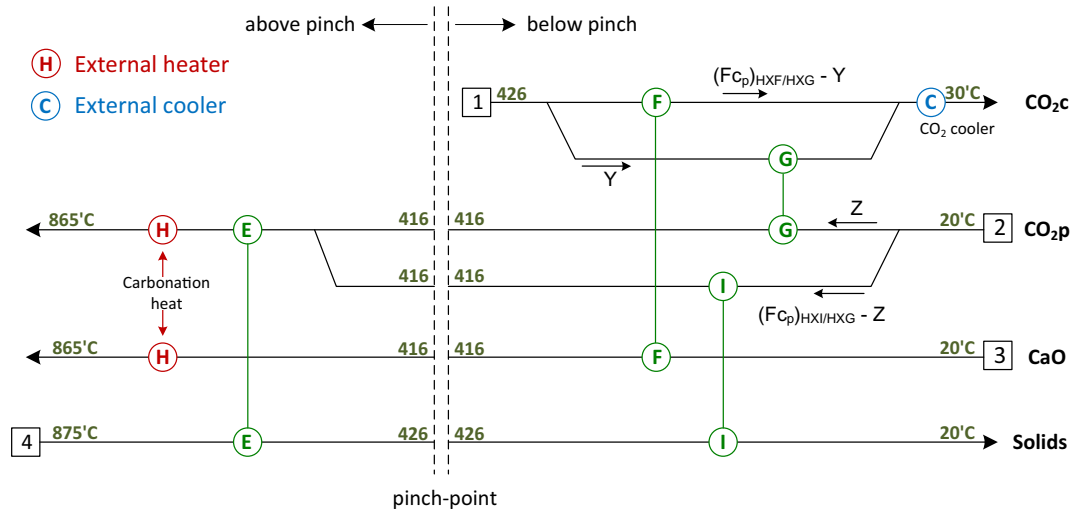 above pinch
below pinch
H External heater
C External cooler
1
426
F
(Fcₚ)HXF/HXG - Y
C
30'C
CO₂c
CO₂ cooler
G
Y
865'C
H
E
416
416
G
Z
20'C
2
CO₂p
Carbonation
heat
416
416
I
(Fcₚ)HXI/HXG - Z
865'C
H
416
416
F
20'C
3
CaO
4
875'C
E
426
426
I
20'C
Solids
pinch-point